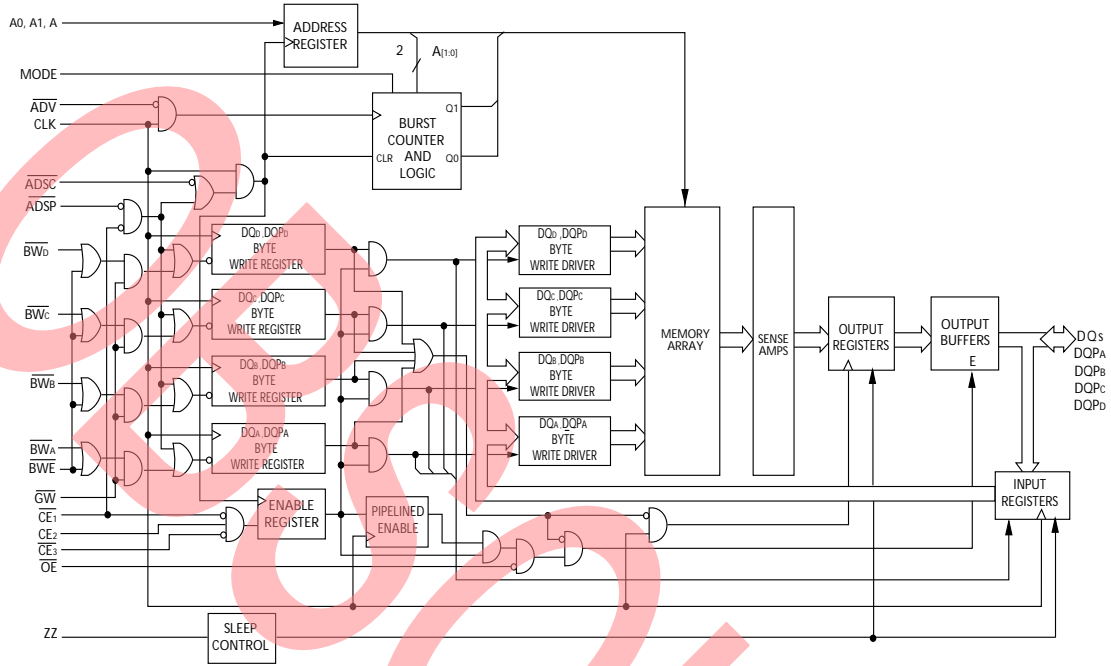 A0, A1, A
ADDRESS
REGISTER
2
A[1:0]
MODE
ADV
CLK
Q1
BURST
COUNTER
AND
LOGIC
CLR
Q0
ADSC
ADSP
BWD
BWC
BWB
BWA
BWE
GW
CE1
CE2
CE3
OE
ZZ
DQD ,DQPD
BYTE
WRITE REGISTER
DQC ,DQPC
BYTE
WRITE REGISTER
DQB ,DQPB
BYTE
WRITE REGISTER
DQA ,DQPA
BYTE
WRITE REGISTER
ENABLE
REGISTER
PIPELINED
ENABLE
SLEEP
CONTROL
DQD ,DQPD
BYTE
WRITE DRIVER
DQC ,DQPC
BYTE
WRITE DRIVER
DQB ,DQPB
BYTE
WRITE DRIVER
DQA ,DQPA
BYTE
WRITE DRIVER
MEMORY
ARRAY
SENSE
AMPS
OUTPUT
REGISTERS
OUTPUT
BUFFERS
E
DQs
DQPA
DQPB
DQPC
DQPD
INPUT
REGISTERS